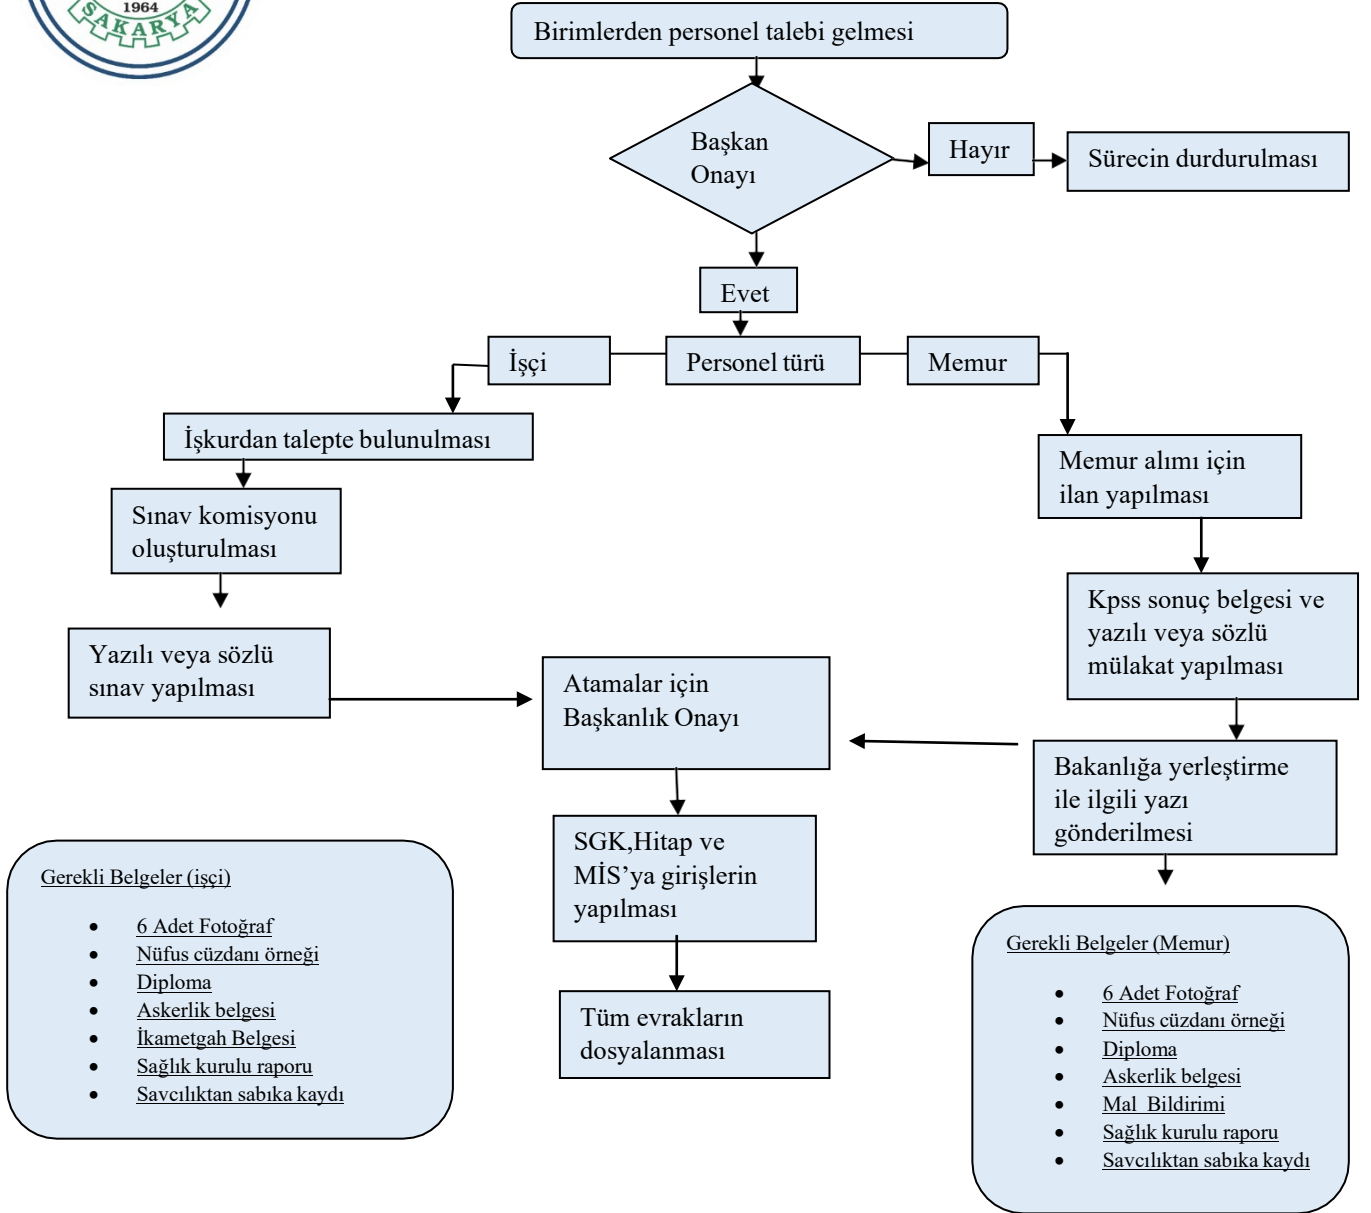 1964
SAKARYA
Birimlerden personel talebi gelmesi
Başkan
Onayı
Hayır
Sürecin durdurulması
Evet
İşçi
Personel türü
Memur
İşkurdan talepte bulunulması
Memur alımı için
ilan yapılması
Sınav komisyonu
oluşturulması
Kpss sonuç belgesi ve
yazılı veya sözlü
mülakat yapılması
Yazılı veya sözlü
sınav yapılması
Atamalar için
Başkanlık Onayı
Bakanlığa yerleştirme
ile ilgili yazı
gönderilmesi
SGK,Hitap ve
MİS’ya girişlerin
yapılması
Tüm evrakların
dosyalanması
Gerekli Belgeler (işçi)
• 6 Adet Fotoğraf
• Nüfus cüzdanı örneği
• Diploma
• Askerlik belgesi
• İkametgah Belgesi
• Sağlık kurulu raporu
• Savcılıktan sabıka kaydı
Gerekli Belgeler (Memur)
• 6 Adet Fotoğraf
• Nüfus cüzdanı örneği
• Diploma
• Askerlik belgesi
• Mal  Bildirimi
• Sağlık kurulu raporu
• Savcılıktan sabıka kaydı